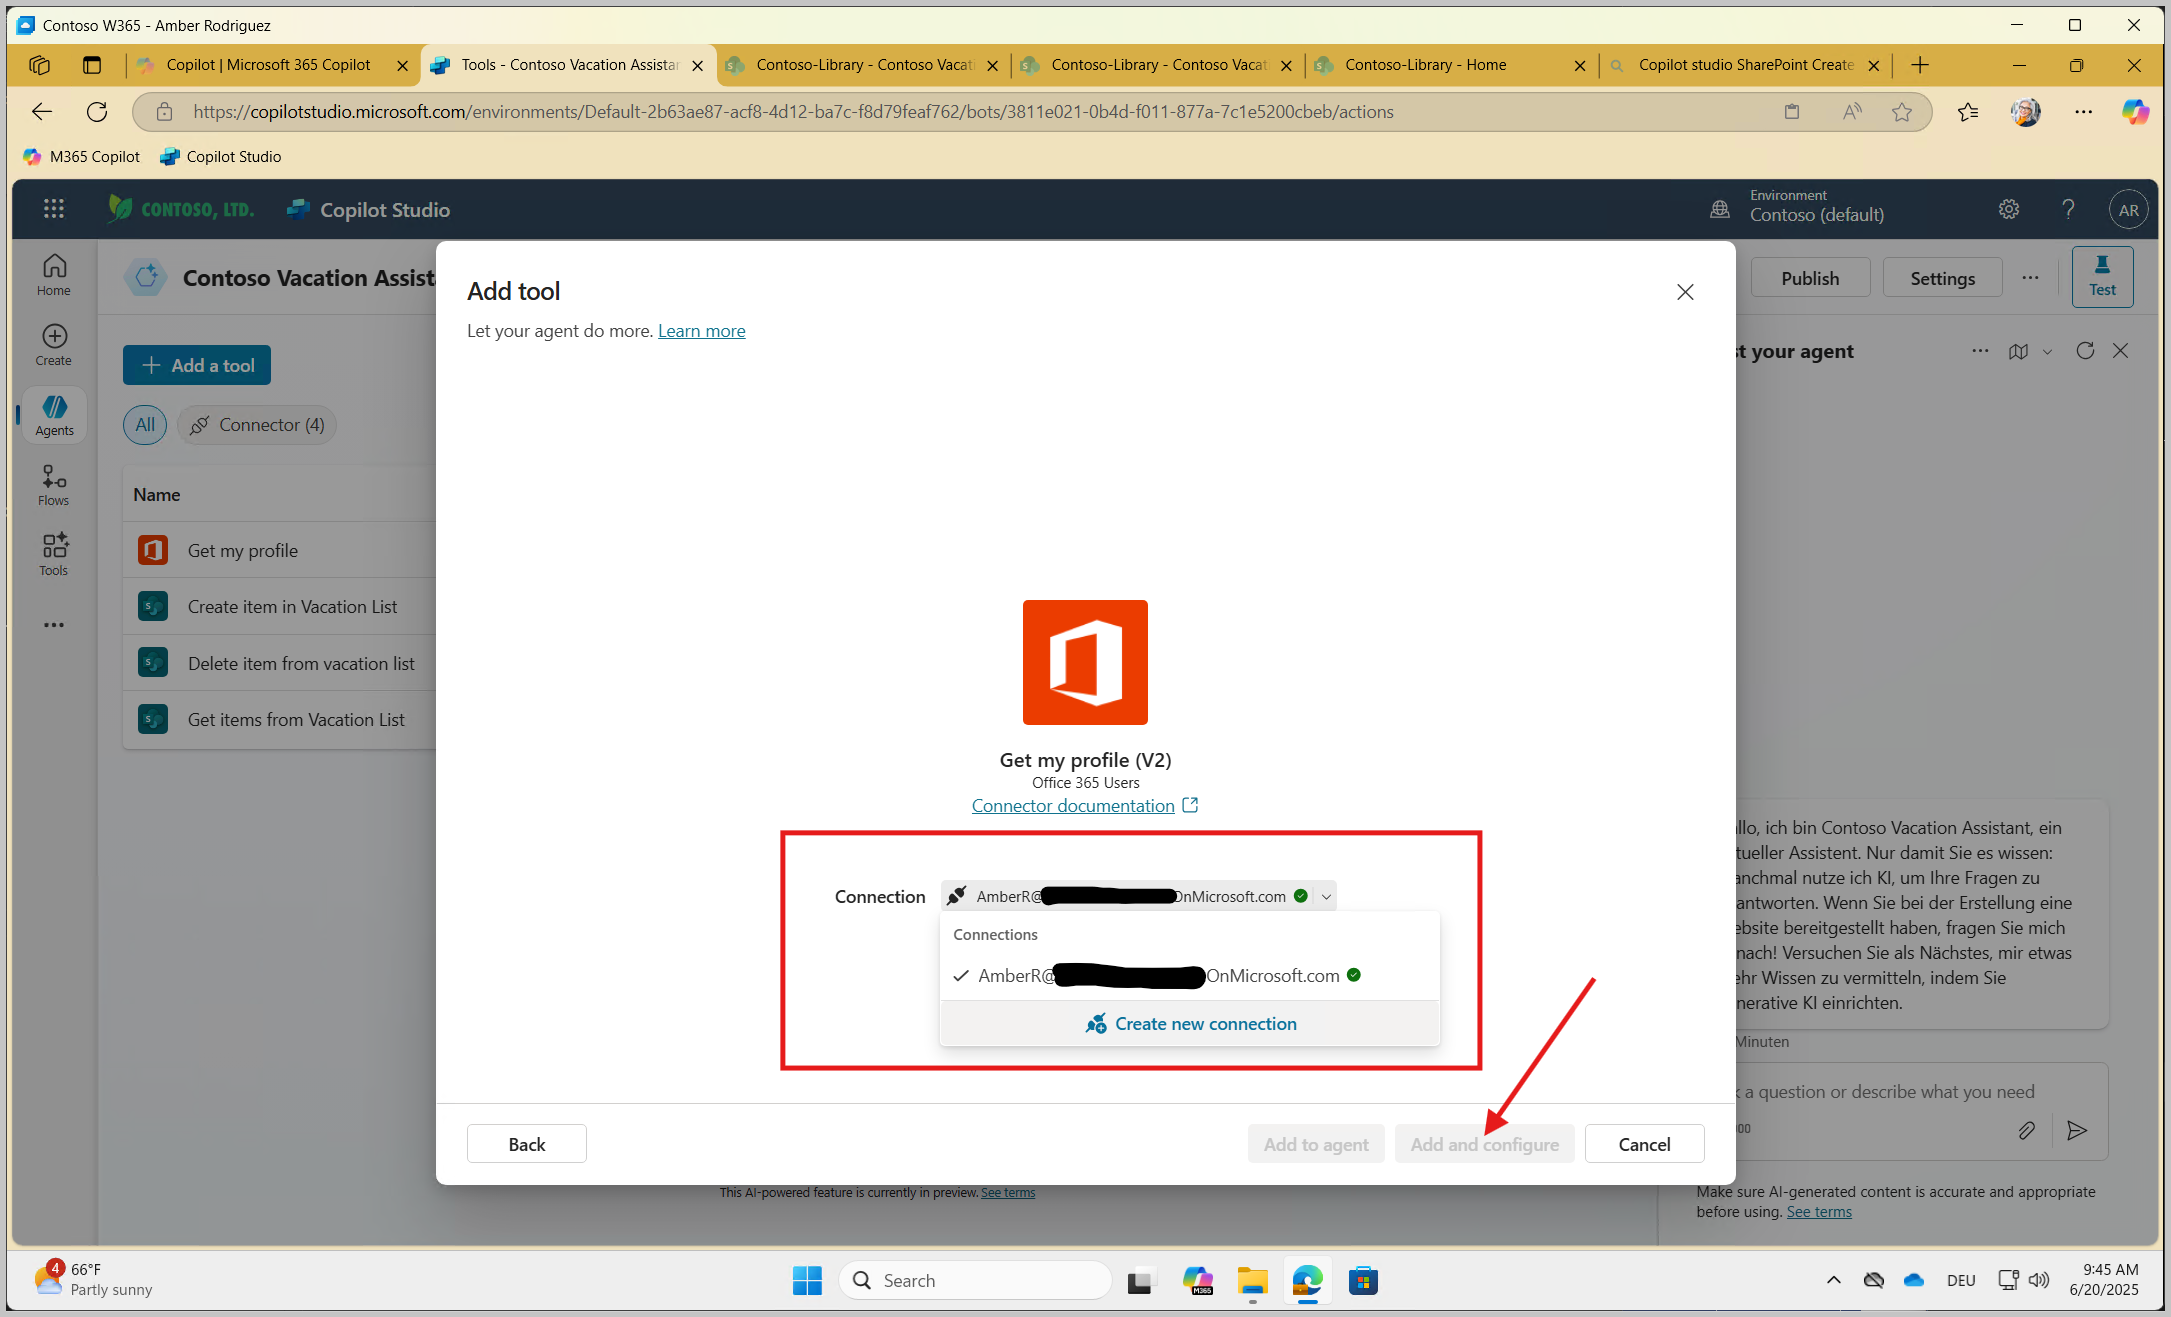 Contoso W365 - Amber Rodriguez
Copilot | Microsoft 365 Copilot
Tools - Contoso Vacation Assistar
Contoso-Library - Contoso Vacat
Contoso-Library - Contoso Vacat
Contoso-Library - Home
Copilot studio SharePoint Create
https://copilotstudio.microsoft.com/environments/Default-2b63ae87-acf8-4d12-ba7c-f8d79feaf762/bots/3811e021-0b4d-f011-877a-7c1e5200cbeb/actions
M365 Copilot
Copilot Studio
CONTOSO, LTD.
Copilot Studio
Environment
Contoso (default)
AR
Home
Create
Agents
Flows
Tools
Contoso Vacation Assist
Publish
Settings
Test
Add a tool
All
Connector (4)
Name
Get my profile
Create item in Vacation List
Delete item from vacation list
Get items from Vacation List
Add tool
Let your agent do more. Learn more
Get my profile (V2)
Office 365 Users
Connector documentation
Connection
AmberR@
OnMicrosoft.com
Connections
AmberR@
OnMicrosoft.com
Create new connection
Back
Add to agent
Add and configure
Cancel
This AI-powered feature is currently in preview. See terms
st your agent
llo, ich bin Contoso Vacation Assistant, ein
tueller Assistent. Nur damit Sie es wissen:
anchmal nutze ich KI, um Ihre Fragen zu
antworten. Wenn Sie bei der Erstellung eine
ebsite bereitgestellt haben, fragen Sie mich
nach! Versuchen Sie als Nächstes, mir etwas
ehr Wissen zu vermitteln, indem Sie
nerative KI einrichten.
Minuten
k a question or describe what you need
000
Make sure AI-generated content is accurate and appropriate
before using. See terms
4
66°F
Partly sunny
Search
M365
DEU
9:45 AM
6/20/2025